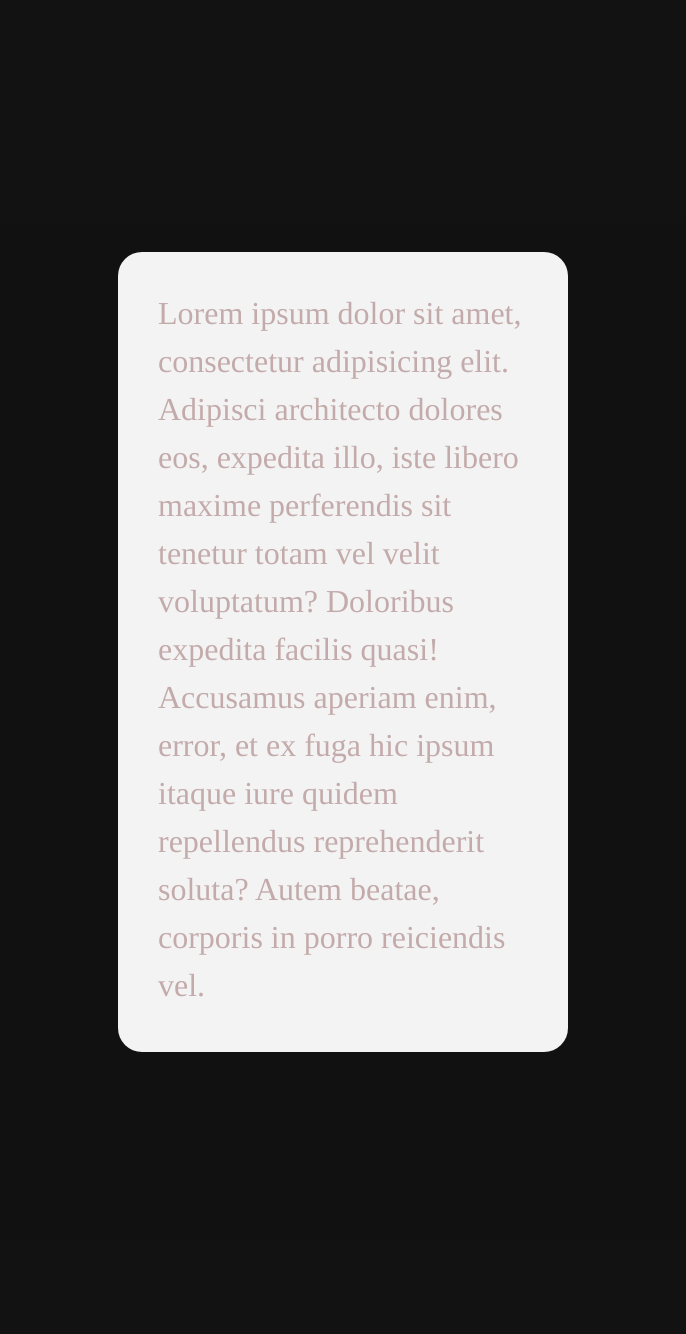 Lorem ipsum dolor sit amet,
consectetur adipisicing elit.
Adipisci architecto dolores
eos, expedita illo, iste libero
maxime perferendis sit
tenetur totam vel velit
voluptatum? Doloribus
expedita facilis quasi!
Accusamus aperiam enim,
error, et ex fuga hic ipsum
itaque iure quidem
repellendus reprehenderit
soluta? Autem beatae,
corporis in porro reiciendis
vel.